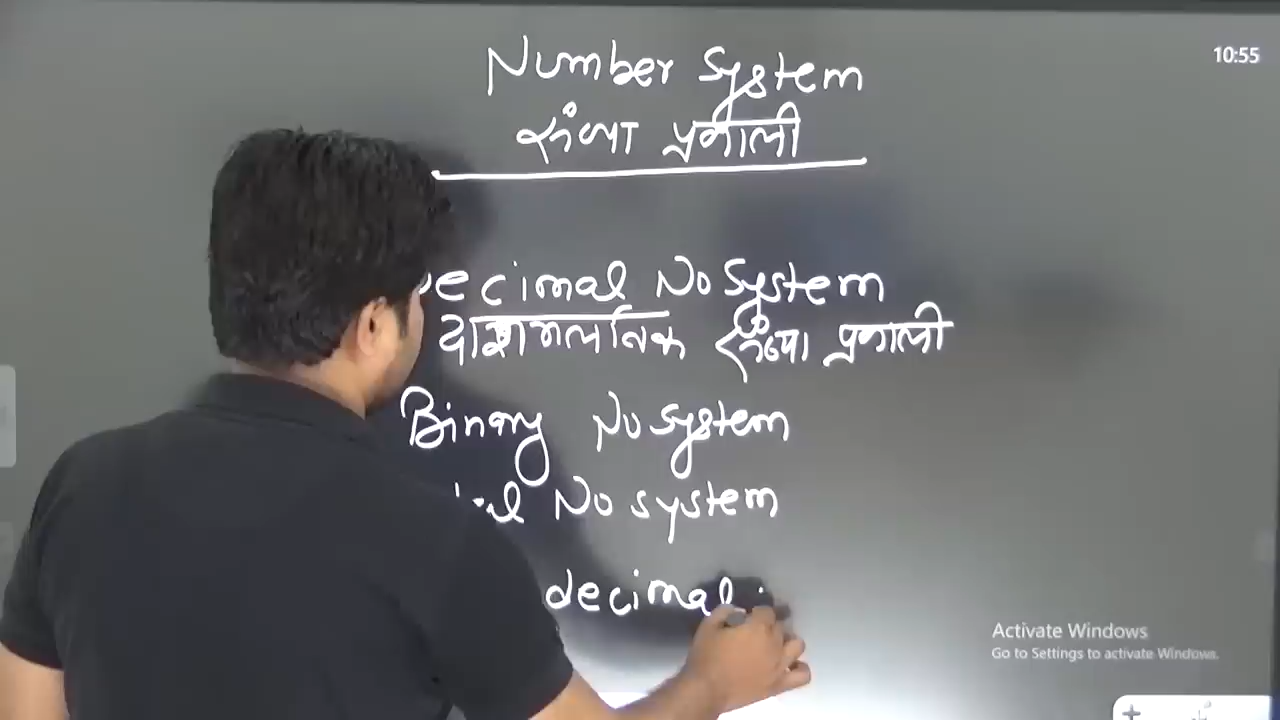 Number System
संख्या प्रणाली
10:55
Decimal No System
दाशमलविक संख्या प्रणाली
Binary No system
No system
decimal
Activate Windows
Go to Settings to activate Windows.